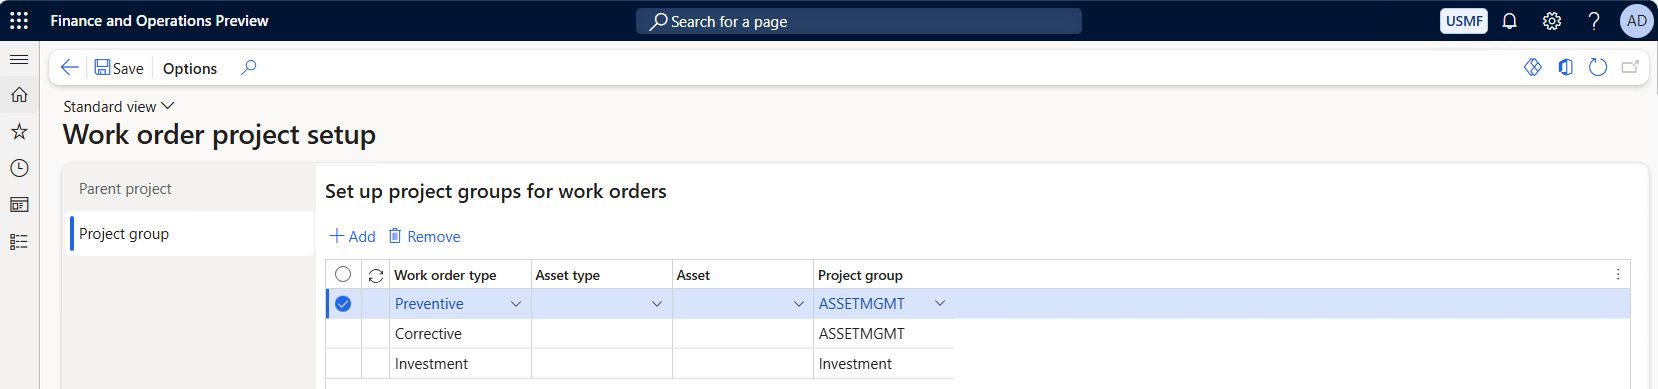 Finance and Operations Preview Search for a page USMF ? AD
Save Options
Standard view
Work order project setup
Parent project
Project group
Set up project groups for work orders
Add Remove
Work order type Asset type Asset Project group
Preventive ASSETMGMT
Corrective ASSETMGMT
Investment Investment